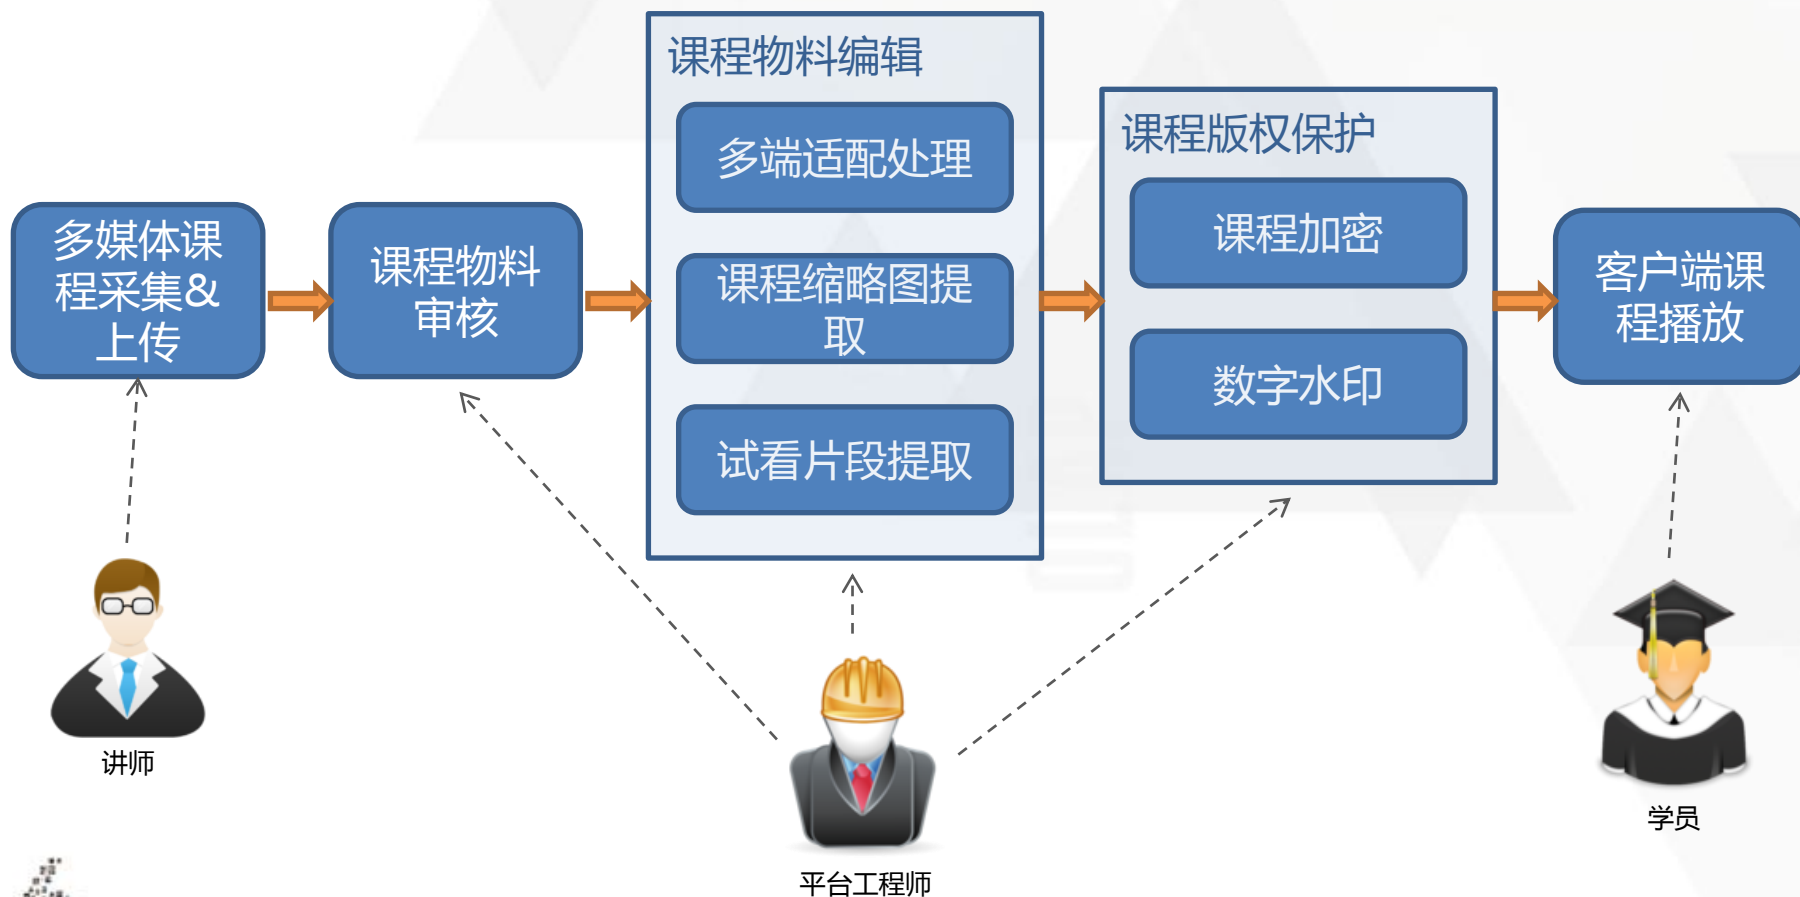 课程物料编辑
多端适配处理
课程缩略图提
取
试看片段提取
课程版权保护
课程加密
数字水印
多媒体课
程采集&
上传
课程物料
审核
客户端课
程播放
讲师
平台工程师
学员